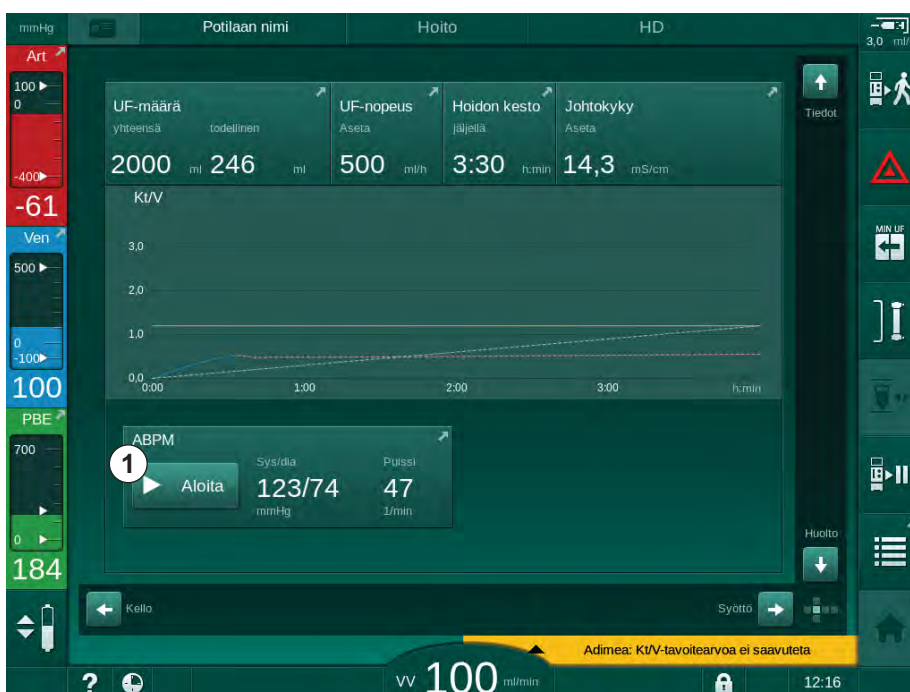 mmHg
Potilaan nimi
Hoito
HD
3,0 ml/
Art
100
0
-400
-61
Ven
500
0
-100
100
PBE
700
0
184
UF-määrä
yhteensä todellinen
2000 ml 246 ml
UF-nopeus
Aseta
500 ml/h
Hoidon kesto
jäljellä
3:30 h:min
Johtokyky
Aseta
14,3 mS/cm
Tiedot
MIN UF
Kt/V
3,0
2,0
1,0
0,0
0:00 1:00 2:00 3:00 h:min
ABPM
1
Aloita
Sys/dia
123/74
mmHg
Pulssi
47
1/min
Huolto
Kello
Syöttö
Adimea: Kt/V-tavoitearvoa ei saavuteta
?
VV 100 ml/min
12:16